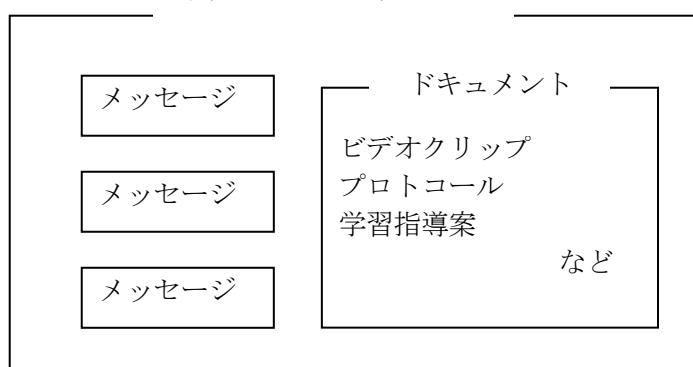 メッセージ
メッセージ
メッセージ
ドキュメント
ビデオクリップ
プロトコール
学習指導案
など